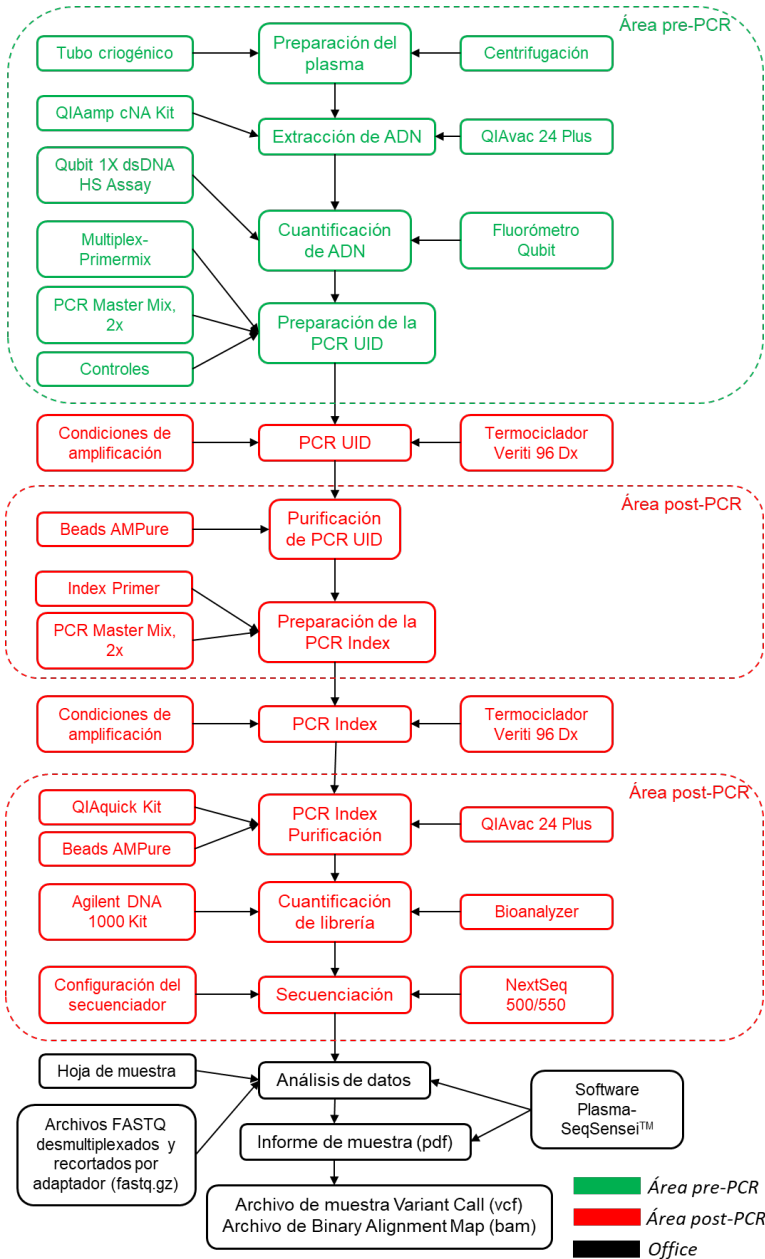 Área pre-PCR
Tubo criogénico
Preparación del
plasma
Centrifugación
QIAamp cNA Kit
Extracción de ADN
QIAvac 24 Plus
Qubit 1X dsDNA
HS Assay
Cuantificación
de ADN
Fluorómetro
Qubit
Multiplex-
Primermix
PCR Master Mix,
2x
Controles
Preparación de la
PCR UID
Condiciones de
amplificación
PCR UID
Termociclador
Veriti 96 Dx
Área post-PCR
Beads AMPure
Purificación
de PCR UID
Index Primer
PCR Master Mix,
2x
Preparación de la
PCR Index
Condiciones de
amplificación
PCR Index
Termociclador
Veriti 96 Dx
Área post-PCR
QIAquick Kit
Beads AMPure
PCR Index
Purificación
QIAvac 24 Plus
Agilent DNA
1000 Kit
Cuantificación
de librería
Bioanalyzer
Configuración del
secuenciador
Secuenciación
NextSeq
500/550
Hoja de muestra
Análisis de datos
Software
Plasma-
SeqSensei™
Archivos FASTQ
desmultiplexados y
recortados por
adaptador (fastq.gz)
Informe de muestra (pdf)
Archivo de muestra Variant Call (vcf)
Archivo de Binary Alignment Map (bam)
Área pre-PCR
Área post-PCR
Office